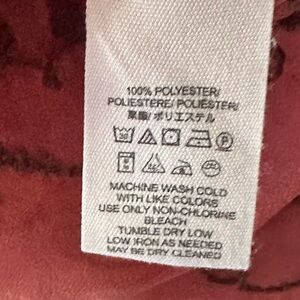 100% POLYESTER/
POLIESTERE/ POLIÉSTER/
聚酯/ ポリエステル
MACHINE WASH COLD
WITH LIKE COLORS
USE ONLY NON-CHLORINE
BLEACH
TUMBLE DRY LOW
LOW IRON AS NEEDED
MAY BE DRY CLEANED